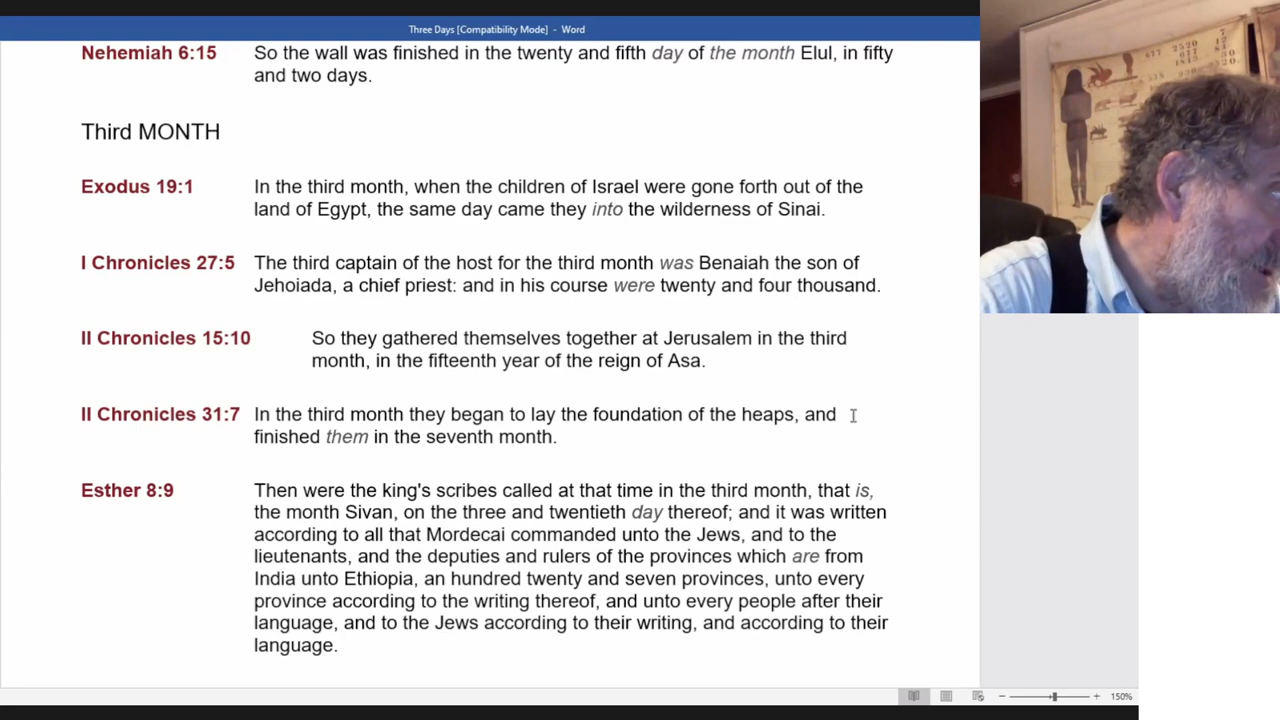 Three Days [Compatibility Mode] - Word
Nehemiah 6:15 So the wall was finished in the twenty and fifth day of the month Elul, in fifty
and two days.
Third MONTH
Exodus 19:1 In the third month, when the children of Israel were gone forth out of the
land of Egypt, the same day came they into the wilderness of Sinai.
I Chronicles 27:5 The third captain of the host for the third month was Benaiah the son of
Jehoiada, a chief priest: and in his course were twenty and four thousand.
II Chronicles 15:10 So they gathered themselves together at Jerusalem in the third
month, in the fifteenth year of the reign of Asa.
II Chronicles 31:7 In the third month they began to lay the foundation of the heaps, and
finished them in the seventh month.
Esther 8:9 Then were the king's scribes called at that time in the third month, that is,
the month Sivan, on the three and twentieth day thereof; and it was written
according to all that Mordecai commanded unto the Jews, and to the
lieutenants, and the deputies and rulers of the provinces which are from
India unto Ethiopia, an hundred twenty and seven provinces, unto every
province according to the writing thereof, and unto every people after their
language, and to the Jews according to their writing, and according to their
language.
150%
677 2520